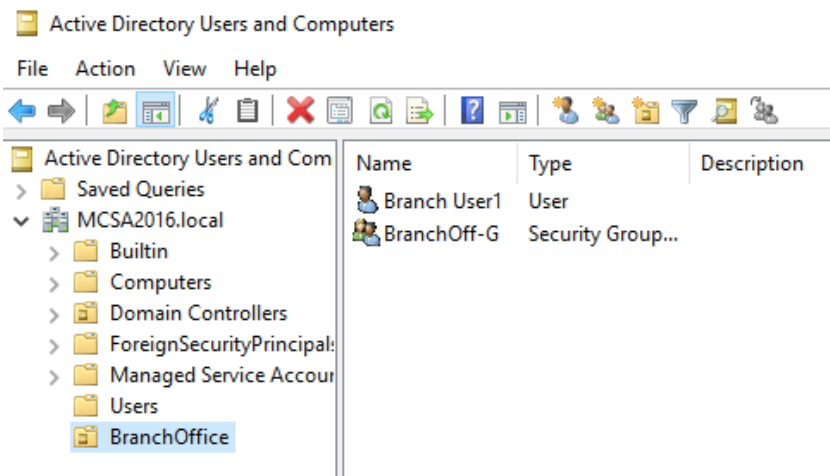 Active Directory Users and Computers
File Action View Help
Active Directory Users and Com
Saved Queries
MCSA2016.local
Builtin
Computers
Domain Controllers
ForeignSecurityPrincipals
Managed Service Accour
Users
BranchOffice
Name Type Description
Branch User1 User
BranchOff-G Security Group...